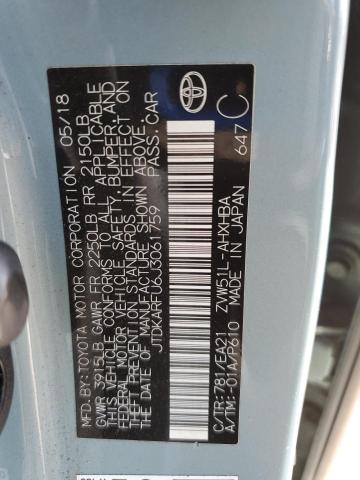 MFD.BY:TOYOTA MOTOR CORPORATION 05/18
GVWR 3915LB GAWR FR 2250LB RR 2150LB
THIS VEHICLE CONFORMS TO ALL APPLICABLE
FEDERAL MOTOR VEHICLE SAFETY, BUMPER, AND
THEFT PREVENTION STANDARDS IN EFFECT ON
THE DATE OF MANUFACTURE SHOWN ABOVE.
JTDKARFU6J3061759 PASS.CAR
C/TR:781/EA21 ZVW51L-AHXHBA
A/TM:-01A/P610 MADE IN JAPAN
647 C
TOYOTA